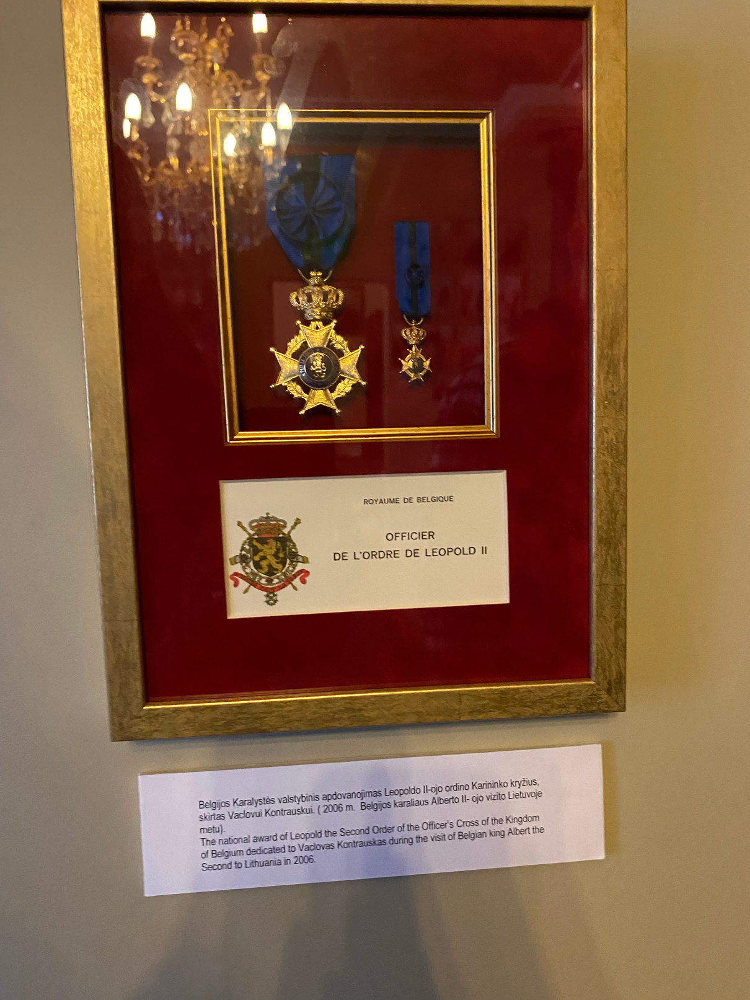 ROYAUME DE BELGIQUE
OFFICIER
DE L'ORDRE DE LEOPOLD II
Belgijos Karalystės valstybinis apdovanojimas Leopoldo II-ojo ordino Karininko kryžius,
skirtas Vaclovui Kontrauskui. ( 2006 m. Belgijos karaliaus Alberto II- ojo vizito Lietuvoje
metu).
The national award of Leopold the Second Order of the Officer's Cross of the Kingdom
of Belgium dedicated to Vaclovas Kontrauskas during the visit of Belgian king Albert the
Second to Lithuania in 2006.